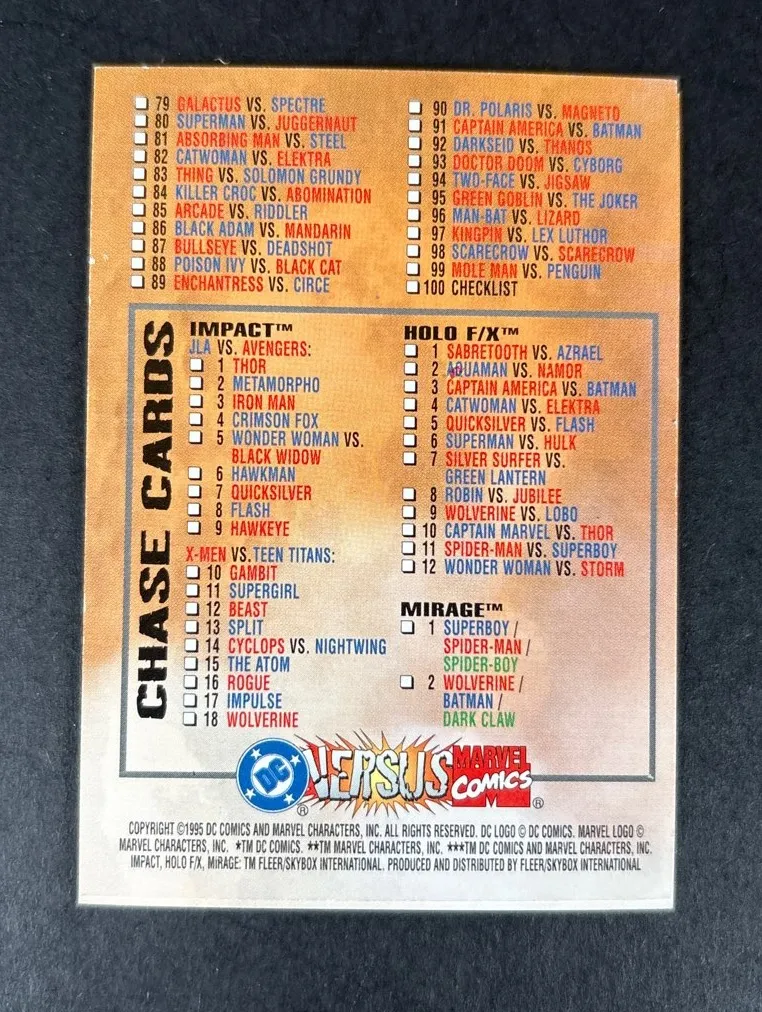 79 GALACTUS VS. SPECTRE
80 SUPERMAN VS. JUGGERNAUT
81 ABSORBING MAN VS. STEEL
82 CATWOMAN VS. ELEKTRA
83 THING VS. SOLOMON GRUNDY
84 KILLER CROC VS. ABOMINATION
85 ARCADE VS. RIDDLER
86 BLACK ADAM VS. MANDARIN
87 BULLSEYE VS. DEADSHOT
88 POISON IVY VS. BLACK CAT
89 ENCHANTRESS VS. CIRCE
90 DR. POLARIS VS. MAGNETO
91 CAPTAIN AMERICA VS. BATMAN
92 DARKSEID VS. THANOS
93 DOCTOR DOOM VS. CYBORG
94 TWO-FACE VS. JIGSAW
95 GREEN GOBLIN VS. THE JOKER
96 MAN-BAT VS. LIZARD
97 KINGPIN VS. LEX LUTHOR
98 SCARECROW VS. SCARECROW
99 MOLE MAN VS. PENGUIN
100 CHECKLIST
CHASE CARDS
IMPACT™
JLA VS. AVENGERS:
1 THOR
2 METAMORPHO
3 IRON MAN
4 CRIMSON FOX
5 WONDER WOMAN VS.
BLACK WIDOW
6 HAWKMAN
7 QUICKSILVER
8 FLASH
9 HAWKEYE
X-MEN VS. TEEN TITANS:
10 GAMBIT
11 SUPERGIRL
12 BEAST
13 SPLIT
14 CYCLOPS VS. NIGHTWING
15 THE ATOM
16 ROGUE
17 IMPULSE
18 WOLVERINE
HOLO F/X™
1 SABRETOOTH VS. AZRAEL
2 AQUAMAN VS. NAMOR
3 CAPTAIN AMERICA VS. BATMAN
4 CATWOMAN VS. ELEKTRA
5 QUICKSILVER VS. FLASH
6 SUPERMAN VS. HULK
7 SILVER SURFER VS.
GREEN LANTERN
8 ROBIN VS. JUBILEE
9 WOLVERINE VS. LOBO
10 CAPTAIN MARVEL VS. THOR
11 SPIDER-MAN VS. SUPERBOY
12 WONDER WOMAN VS. STORM
MIRAGE™
1 SUPERBOY /
SPIDER-MAN /
SPIDER-BOY
2 WOLVERINE /
BATMAN /
DARK CLAW
DC ® VERSUS MARVEL COMICS ®
COPYRIGHT ©1995 DC COMICS AND MARVEL CHARACTERS, INC. ALL RIGHTS RESERVED. DC LOGO © DC COMICS. MARVEL LOGO ©
MARVEL CHARACTERS, INC. *TM DC COMICS. **TM MARVEL CHARACTERS, INC. ***TM DC COMICS AND MARVEL CHARACTERS, INC.
IMPACT, HOLO F/X, MIRAGE: TM FLEER/SKYBOX INTERNATIONAL. PRODUCED AND DISTRIBUTED BY FLEER/SKYBOX INTERNATIONAL